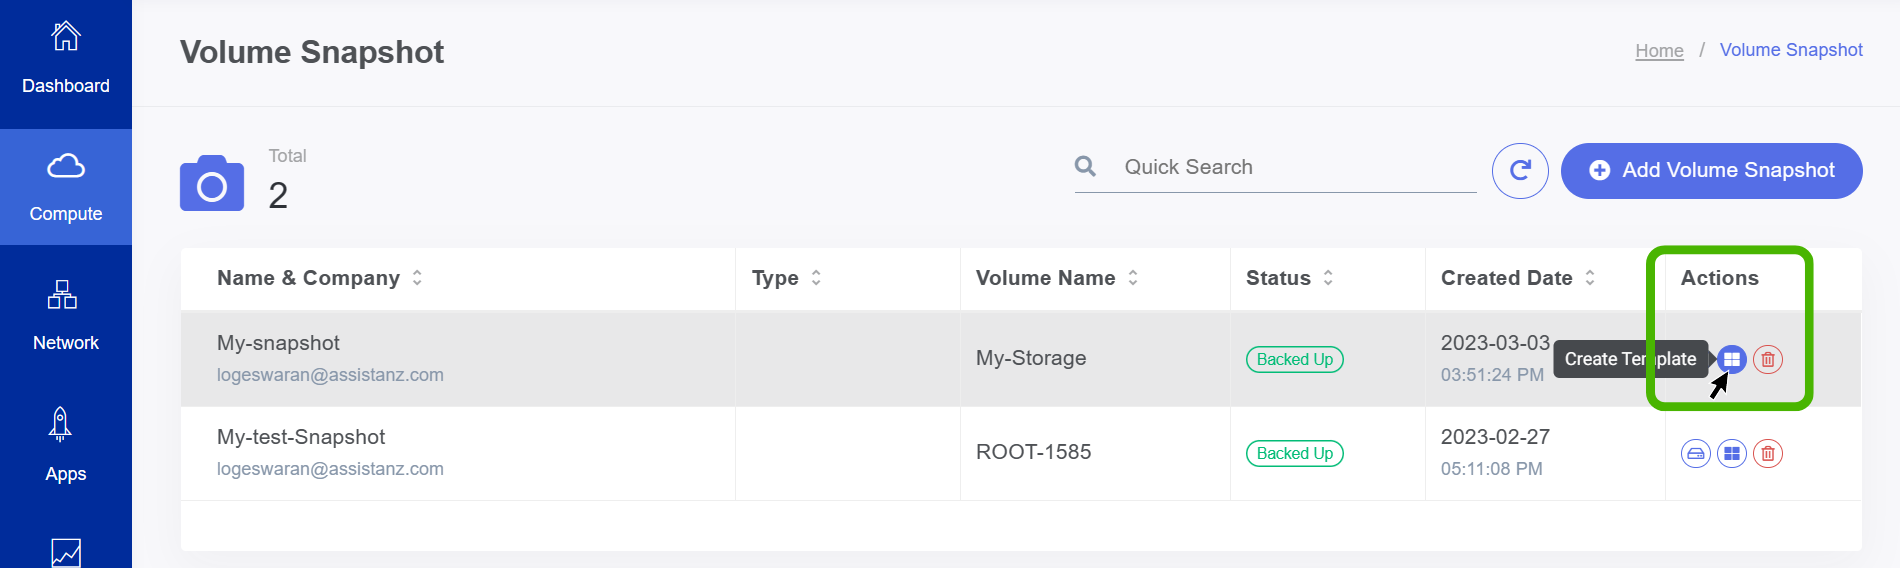 Dashboard
Compute
Network
Apps
Volume Snapshot
Home / Volume Snapshot
Total
2
Quick Search
Add Volume Snapshot
Name & Company Type Volume Name Status Created Date Actions
My-snapshot
logeswaran@assistanz.com
My-Storage
Backed Up
2023-03-03
03:51:24 PM
Create Template
My-test-Snapshot
logeswaran@assistanz.com
ROOT-1585
Backed Up
2023-02-27
05:11:08 PM